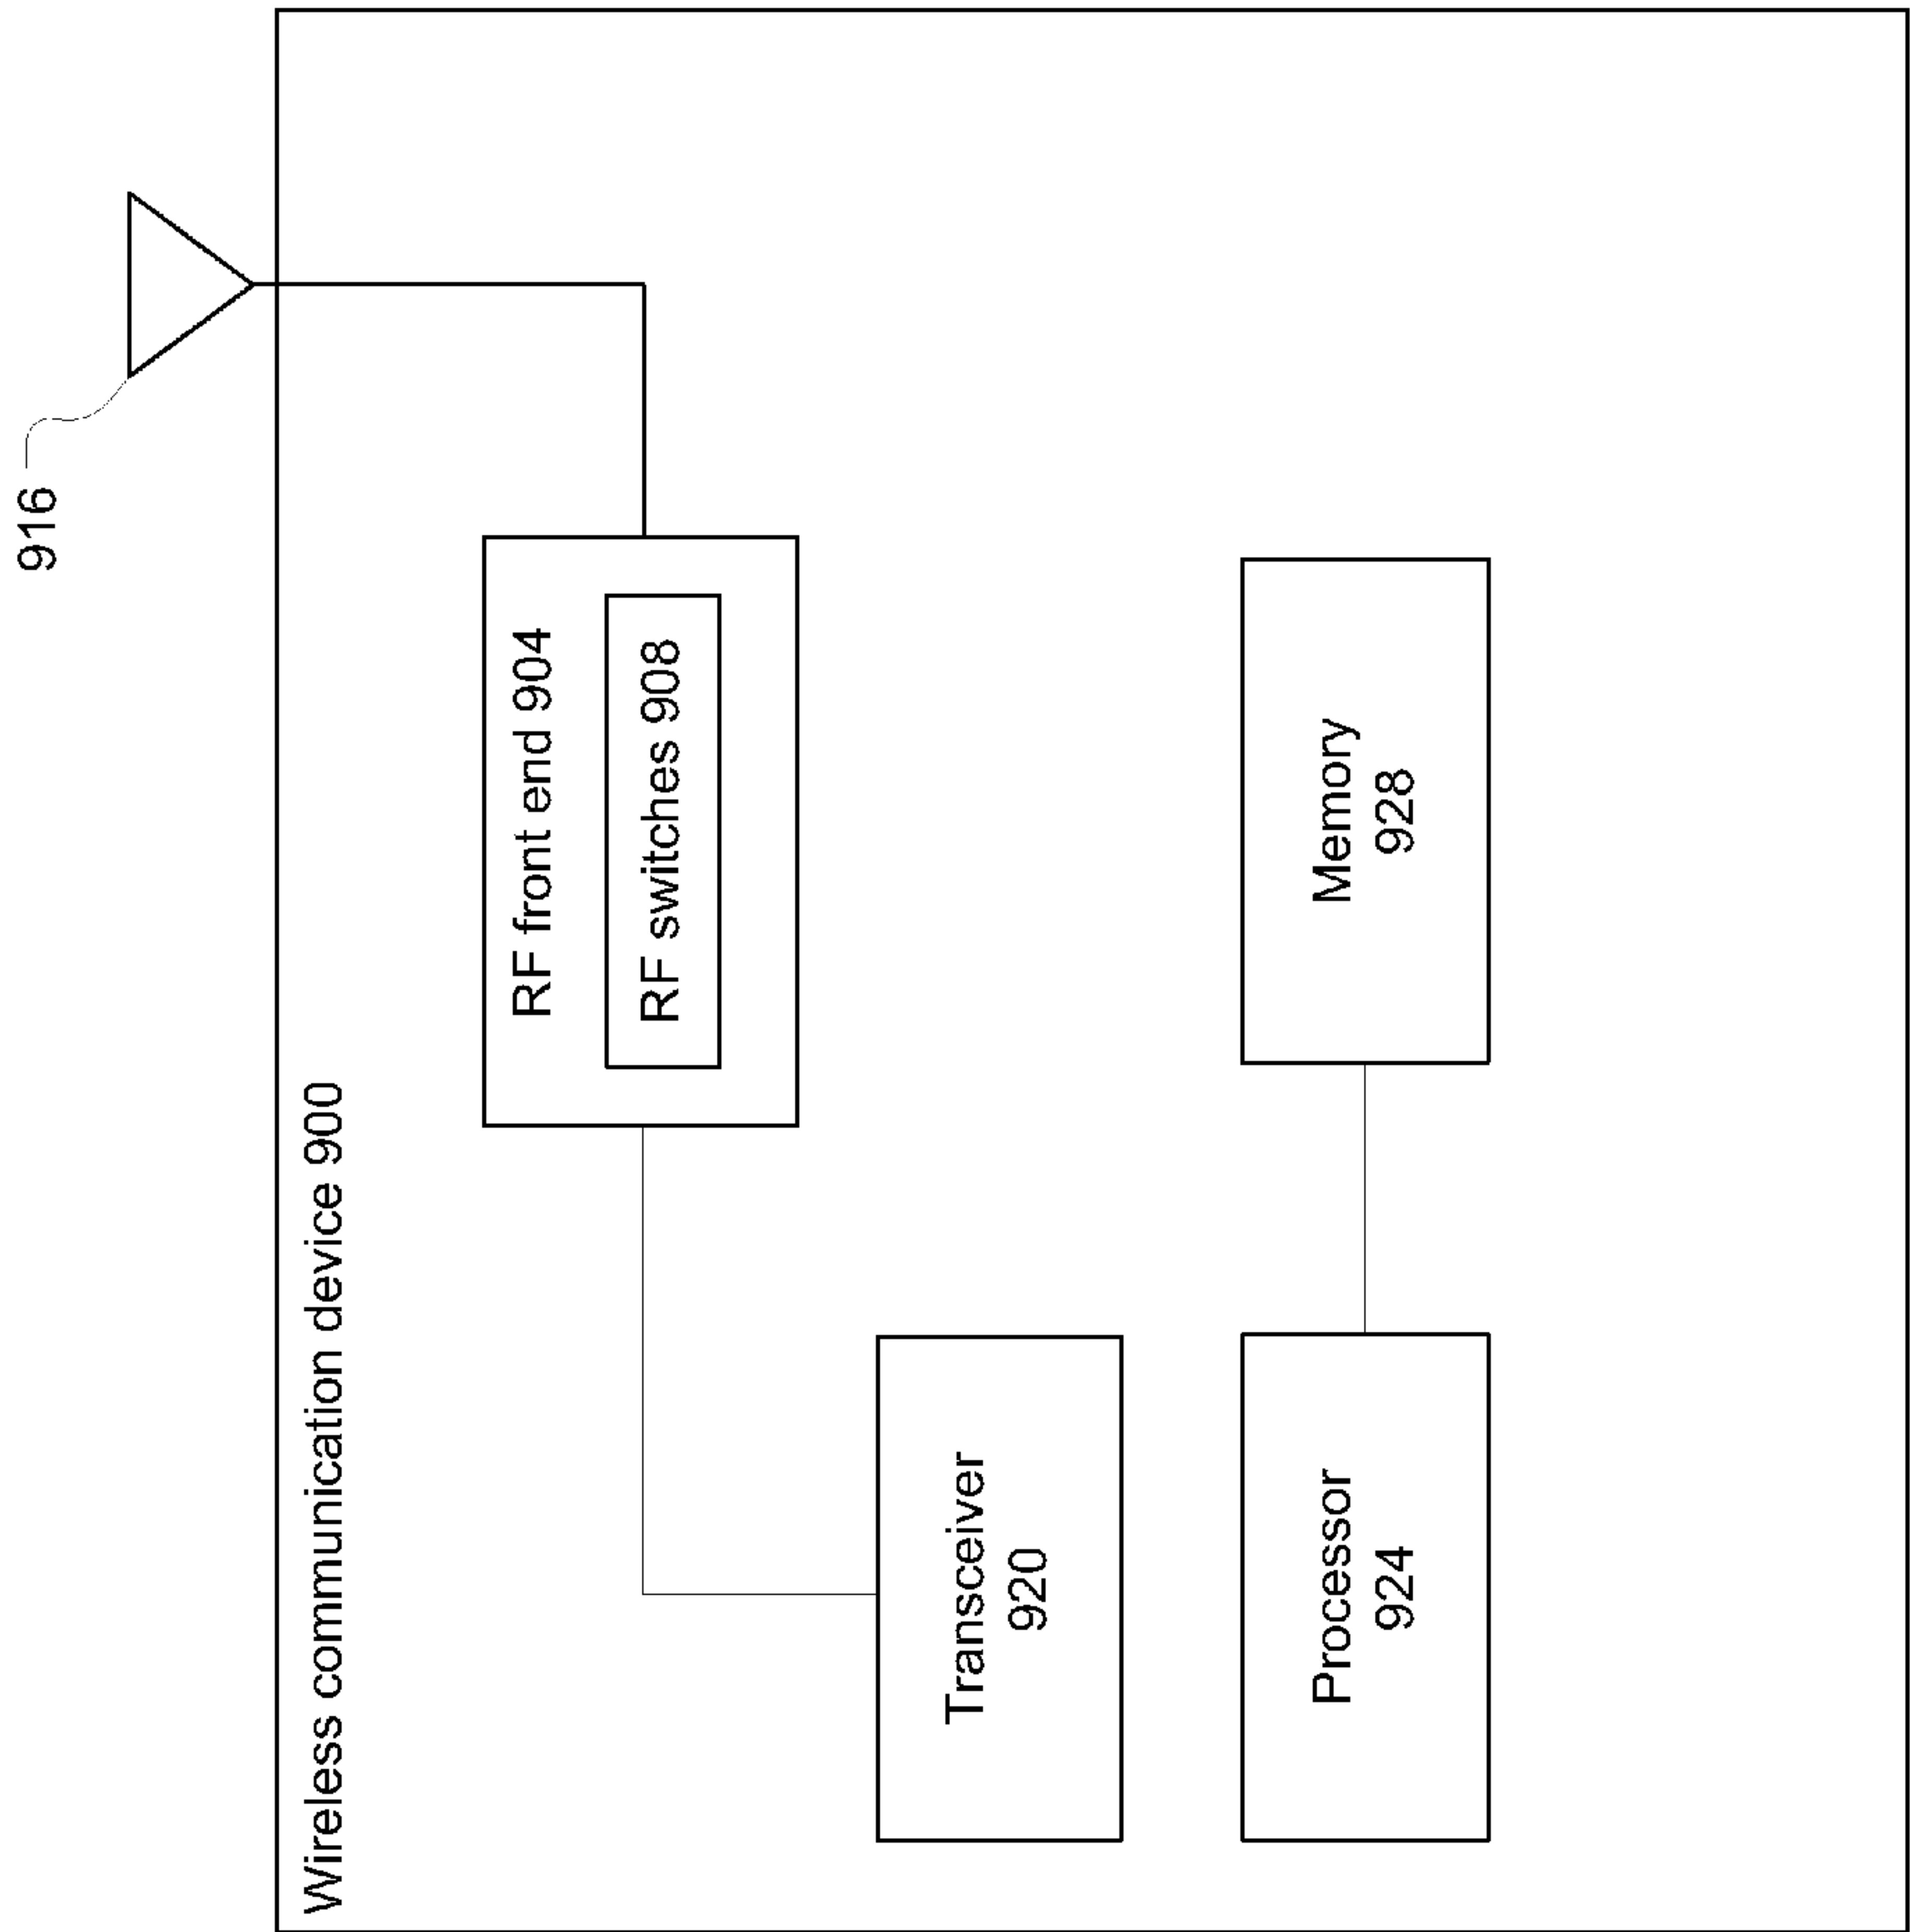 916
Wireless communication device 900
RF front end 904
RF switches 908
Transceiver
920
Processor
924
Memory
928